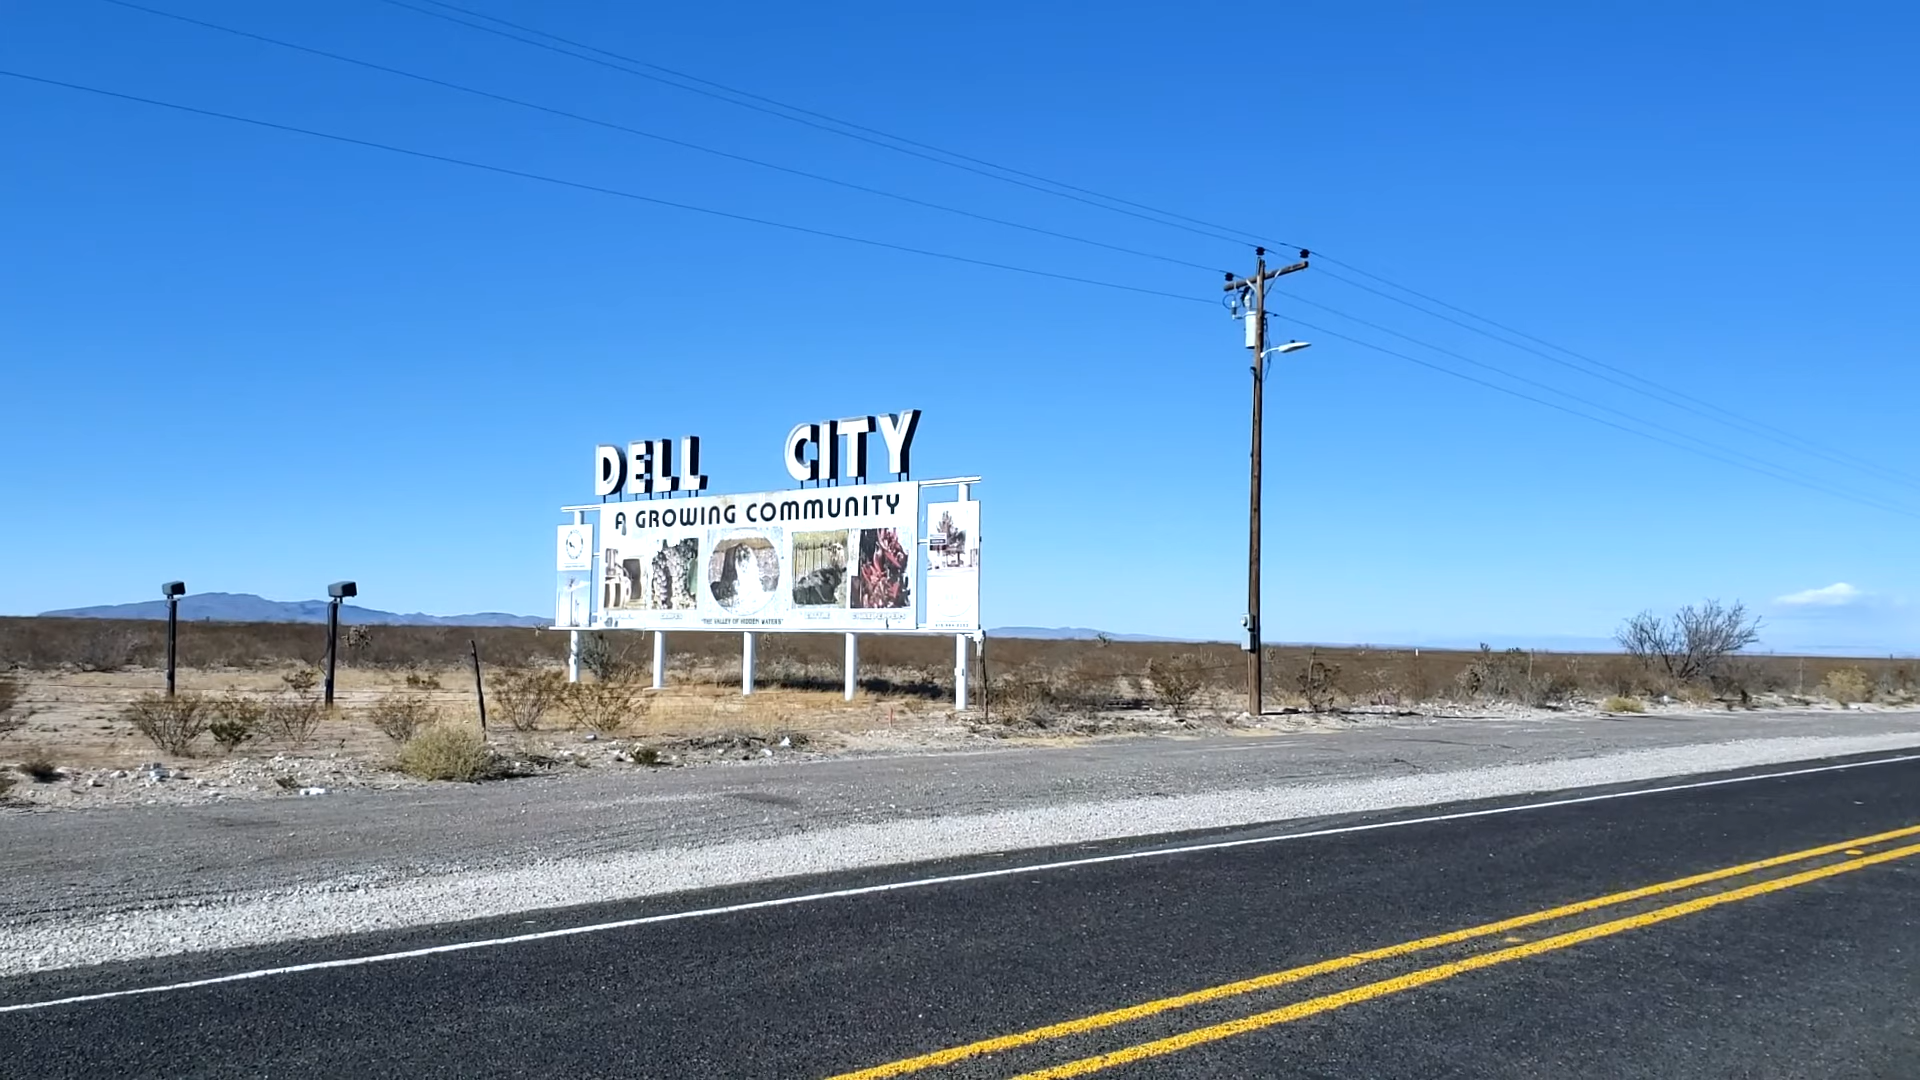 DELL CITY
A GROWING COMMUNITY
"THE VALLEY OF HIDDEN WATERS"